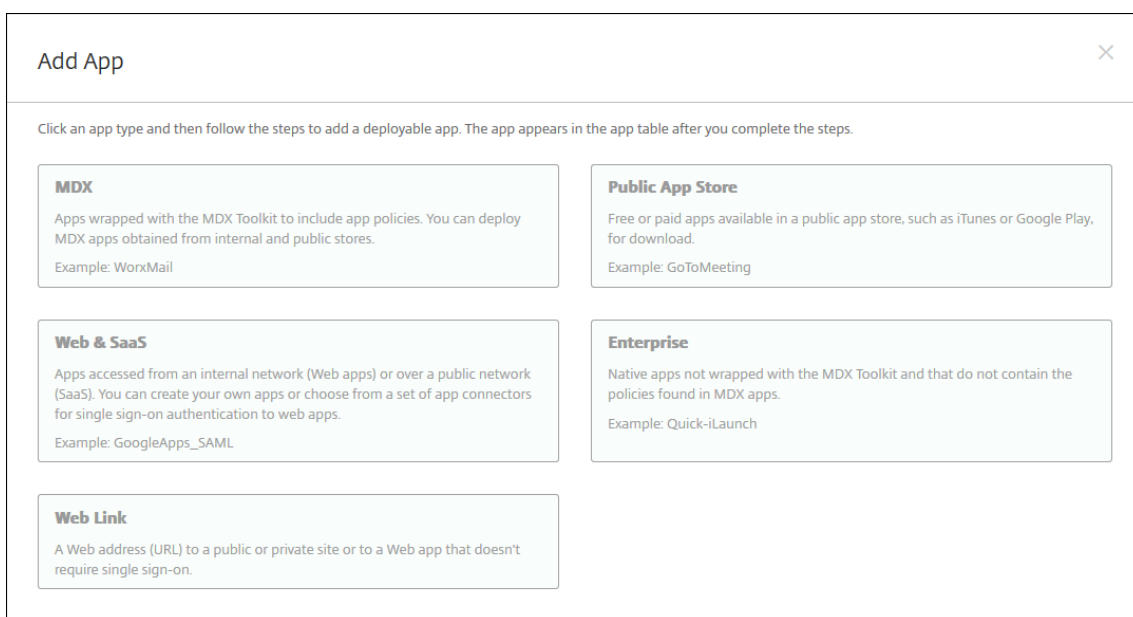 Add App
Click an app type and then follow the steps to add a deployable app. The app appears in the app table after you complete the steps.
MDX
Apps wrapped with the MDX Toolkit to include app policies. You can deploy
MDX apps obtained from internal and public stores.
Example: WorxMail
Public App Store
Free or paid apps available in a public app store, such as iTunes or Google Play,
for download.
Example: GoToMeeting
Web & SaaS
Apps accessed from an internal network (Web apps) or over a public network
(SaaS). You can create your own apps or choose from a set of app connectors
for single sign-on authentication to web apps.
Example: GoogleApps_SAML
Enterprise
Native apps not wrapped with the MDX Toolkit and that do not contain the
policies found in MDX apps.
Example: Quick-iLaunch
Web Link
A Web address (URL) to a public or private site or to a Web app that doesn't
require single sign-on.